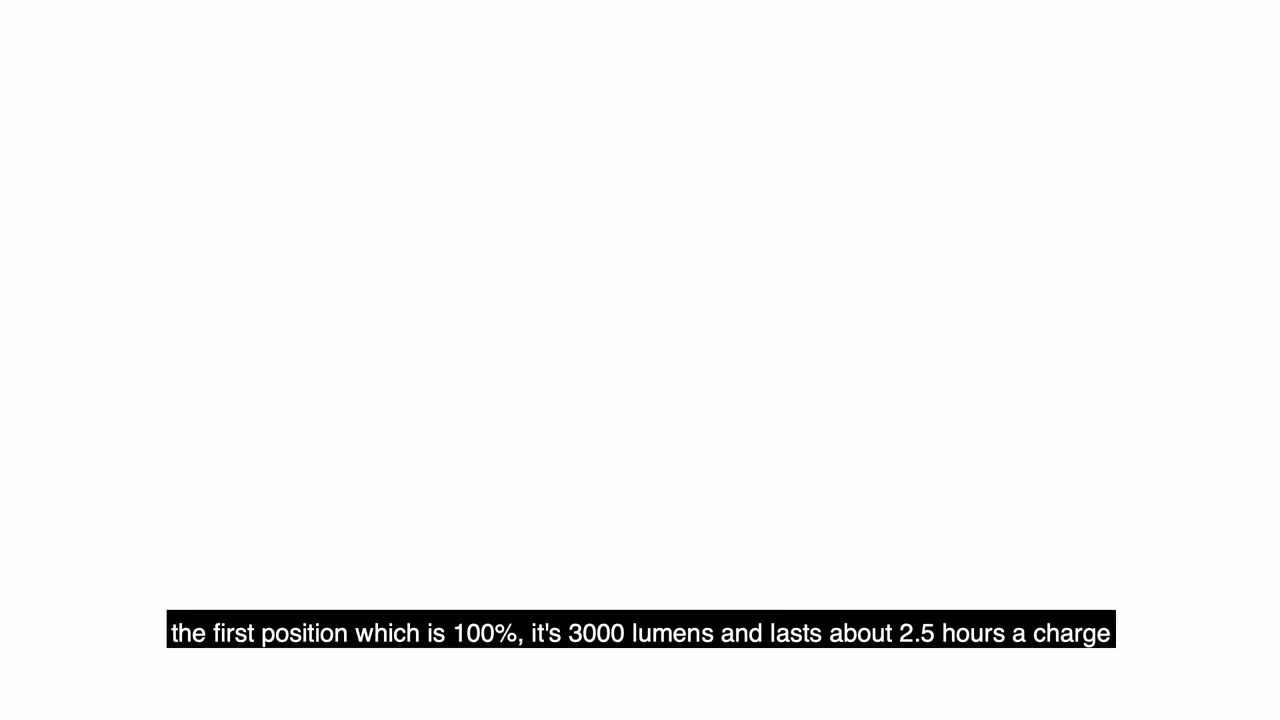 the first position which is 100%, it's 3000 lumens and lasts about 2.5 hours a charge